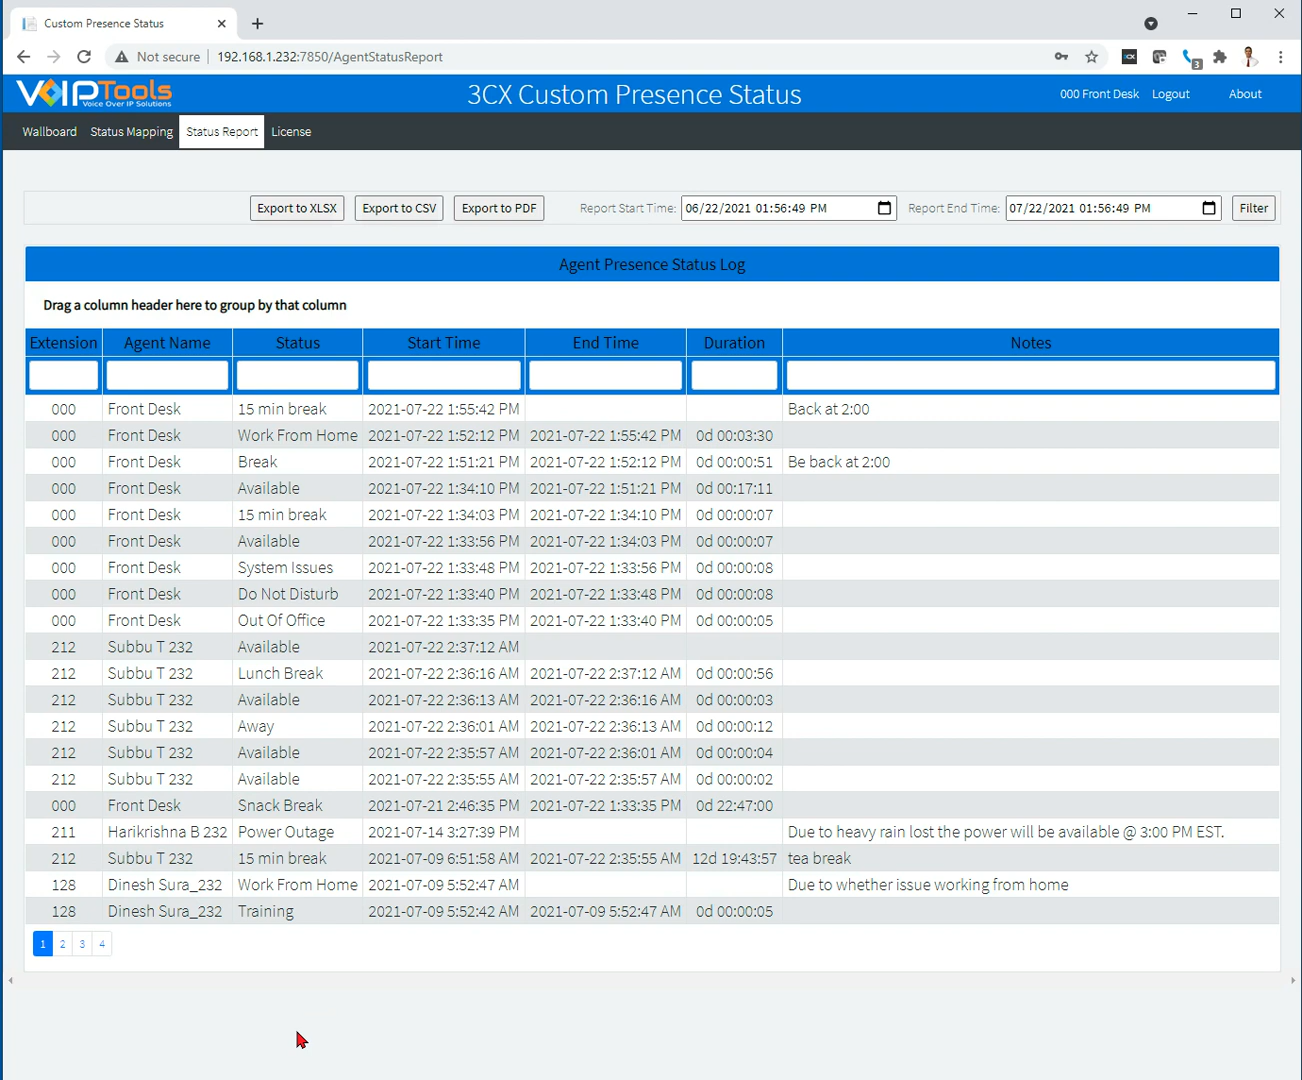 Custom Presence Status
Not secure 192.168.1.232:7850/AgentStatusReport
3
VOIPTools
Voice Over IP Solutions
3CX Custom Presence Status
000 Front Desk Logout About
Wallboard Status Mapping Status Report License
Export to XLSX Export to CSV Export to PDF Report Start Time: 06/22/2021 01:56:49 PM Report End Time: 07/22/2021 01:56:49 PM Filter
Agent Presence Status Log
Drag a column header here to group by that column
Extension Agent Name Status Start Time End Time Duration Notes
000 Front Desk 15 min break 2021-07-22 1:55:42 PM Back at 2:00
000 Front Desk Work From Home 2021-07-22 1:52:12 PM 2021-07-22 1:55:42 PM 0d 00:03:30
000 Front Desk Break 2021-07-22 1:51:21 PM 2021-07-22 1:52:12 PM 0d 00:00:51 Be back at 2:00
000 Front Desk Available 2021-07-22 1:34:10 PM 2021-07-22 1:51:21 PM 0d 00:17:11
000 Front Desk 15 min break 2021-07-22 1:34:03 PM 2021-07-22 1:34:10 PM 0d 00:00:07
000 Front Desk Available 2021-07-22 1:33:56 PM 2021-07-22 1:34:03 PM 0d 00:00:07
000 Front Desk System Issues 2021-07-22 1:33:48 PM 2021-07-22 1:33:56 PM 0d 00:00:08
000 Front Desk Do Not Disturb 2021-07-22 1:33:40 PM 2021-07-22 1:33:48 PM 0d 00:00:08
000 Front Desk Out Of Office 2021-07-22 1:33:35 PM 2021-07-22 1:33:40 PM 0d 00:00:05
212 Subbu T 232 Available 2021-07-22 2:37:12 AM
212 Subbu T 232 Lunch Break 2021-07-22 2:36:16 AM 2021-07-22 2:37:12 AM 0d 00:00:56
212 Subbu T 232 Available 2021-07-22 2:36:13 AM 2021-07-22 2:36:16 AM 0d 00:00:03
212 Subbu T 232 Away 2021-07-22 2:36:01 AM 2021-07-22 2:36:13 AM 0d 00:00:12
212 Subbu T 232 Available 2021-07-22 2:35:57 AM 2021-07-22 2:36:01 AM 0d 00:00:04
212 Subbu T 232 Available 2021-07-22 2:35:55 AM 2021-07-22 2:35:57 AM 0d 00:00:02
000 Front Desk Snack Break 2021-07-21 2:46:35 PM 2021-07-22 1:33:35 PM 0d 22:47:00
211 Harikrishna B 232 Power Outage 2021-07-14 3:27:39 PM Due to heavy rain lost the power will be available @ 3:00 PM EST.
212 Subbu T 232 15 min break 2021-07-09 6:51:58 AM 2021-07-22 2:35:55 AM 12d 19:43:57 tea break
128 Dinesh Sura_232 Work From Home 2021-07-09 5:52:47 AM Due to whether issue working from home
128 Dinesh Sura_232 Training 2021-07-09 5:52:42 AM 2021-07-09 5:52:47 AM 0d 00:00:05
1 2 3 4